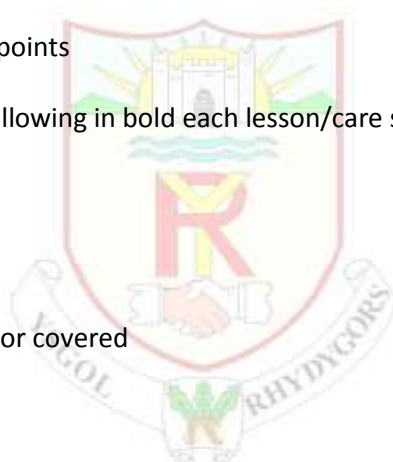 points
llowing in bold each lesson/care s
or covered
YSGOL RHYDYGORS